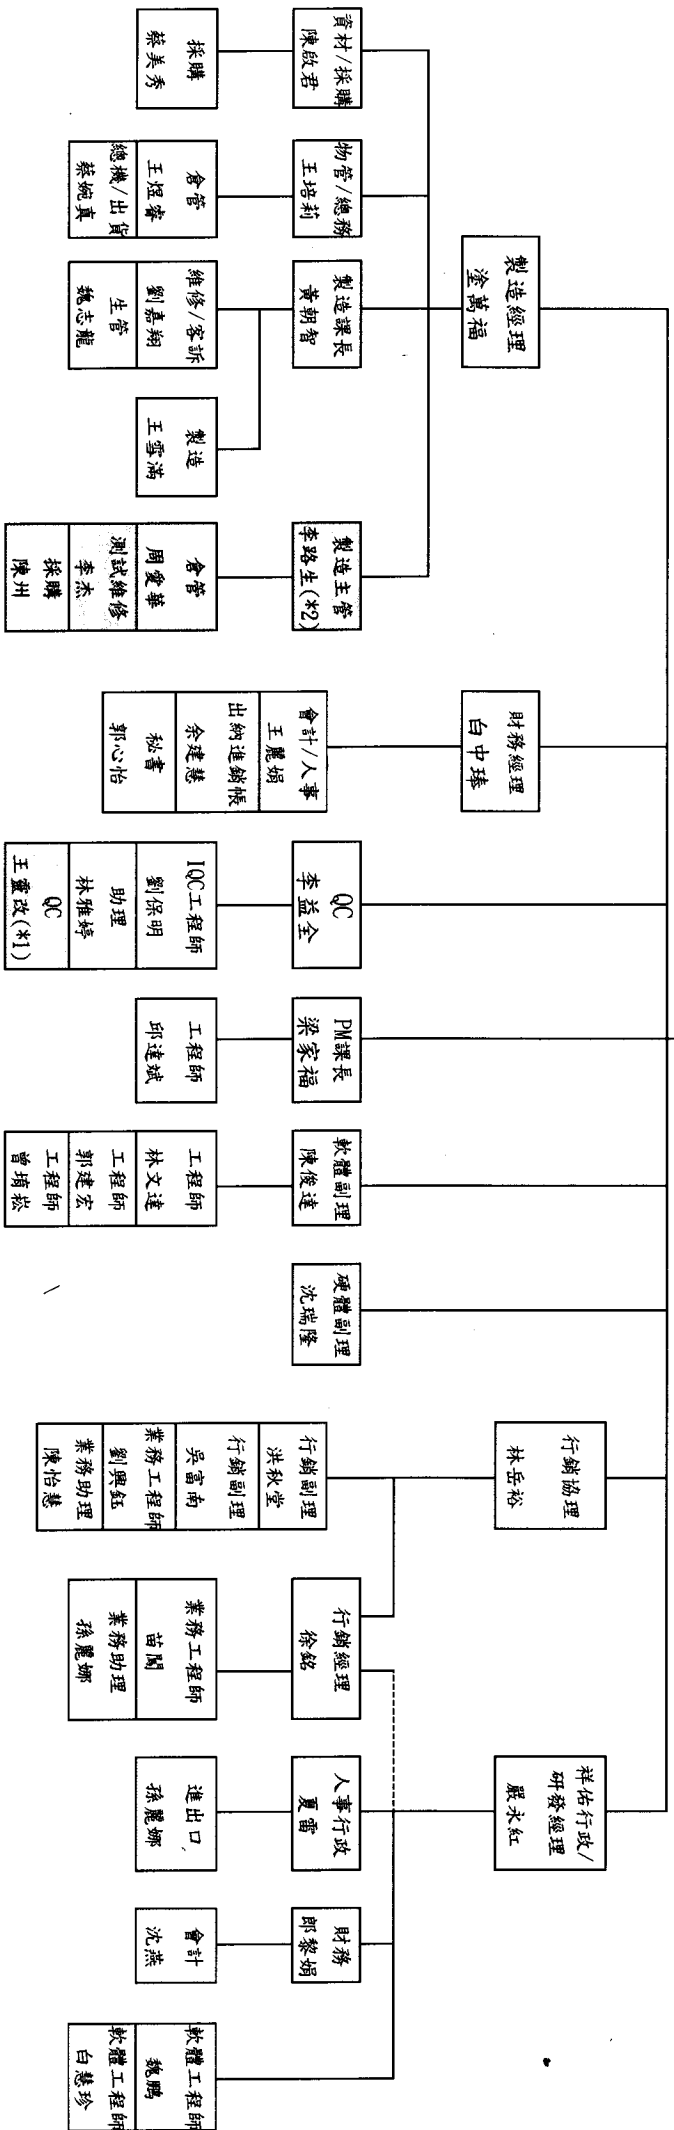 製造經理
塗萬福
資材/採購
陳啟君
採購
蔡美秀
物管/總務
王培莉
倉管
王煜睿
總機/出貨
蔡婉真
製造課長
黃朝智
維修/客訴
劉嘉翔
生管
魏志龍
製造
王雪滿
製造主管
李路生(*2)
倉管
周愛華
測試維修
李杰
採購
陳州
財務經理
白中琫
會計/人事
王麗娟
出納進銷帳
余建慧
秘書
郭心怡
QC
李益全
IQC工程師
劉保明
助理
林雅婷
QC
王靈改(*1)
PM課長
梁家福
工程師
邱達斌
軟體副理
陳俊達
工程師
林文達
工程師
郭建宏
工程師
曾堉崧
硬體副理
沈瑞隆
行銷協理
林岳裕
行銷副理
洪秋堂
行銷副理
吳富南
業務工程師
劉興鈺
業務助理
陳怡慧
行銷經理
徐銘
業務工程師
苗闖
業務助理
孫麗娜
祥佑行政/
研發經理
嚴永紅
人事行政
夏雷
進出口
孫麗娜
財務
郎黎娟
會計
沈燕
軟體工程師
魏鵬
軟體工程師
白慧珍